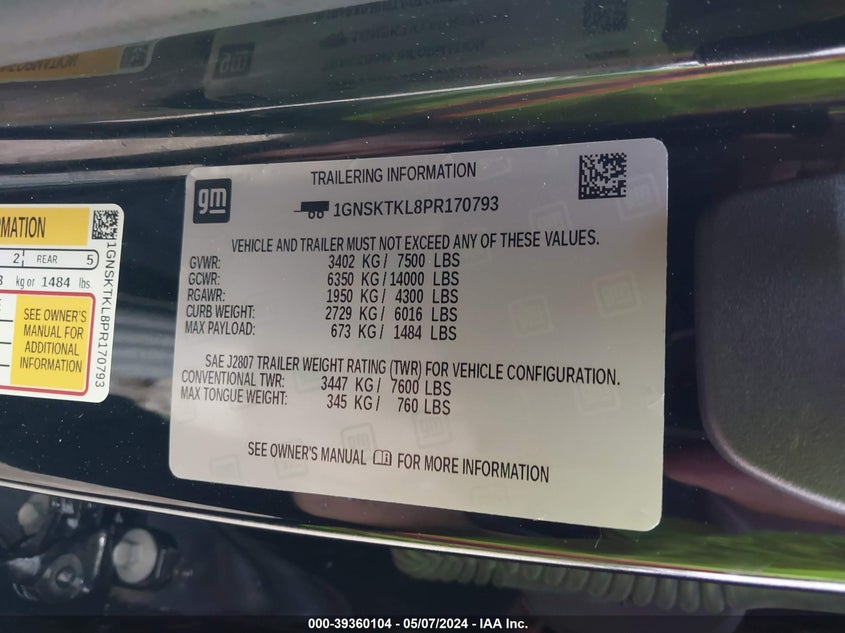 gm
TRAILERING INFORMATION
1GNSKTKL8PR170793
VEHICLE AND TRAILER MUST NOT EXCEED ANY OF THESE VALUES.
GVWR: 3402 KG / 7500 LBS
GCWR: 6350 KG / 14000 LBS
RGAWR: 1950 KG / 4300 LBS
CURB WEIGHT: 2729 KG / 6016 LBS
MAX PAYLOAD: 673 KG / 1484 LBS
SAE J2807 TRAILER WEIGHT RATING (TWR) FOR VEHICLE CONFIGURATION.
CONVENTIONAL TWR: 3447 KG / 7600 LBS
MAX TONGUE WEIGHT: 345 KG / 760 LBS
SEE OWNER'S MANUAL FOR MORE INFORMATION
2 REAR 5
kg or 1484 lbs
SEE OWNER'S
MANUAL FOR
ADDITIONAL
INFORMATION
1GNSKTKL8PR170793
000-39360104 - 05/07/2024 - IAA Inc.